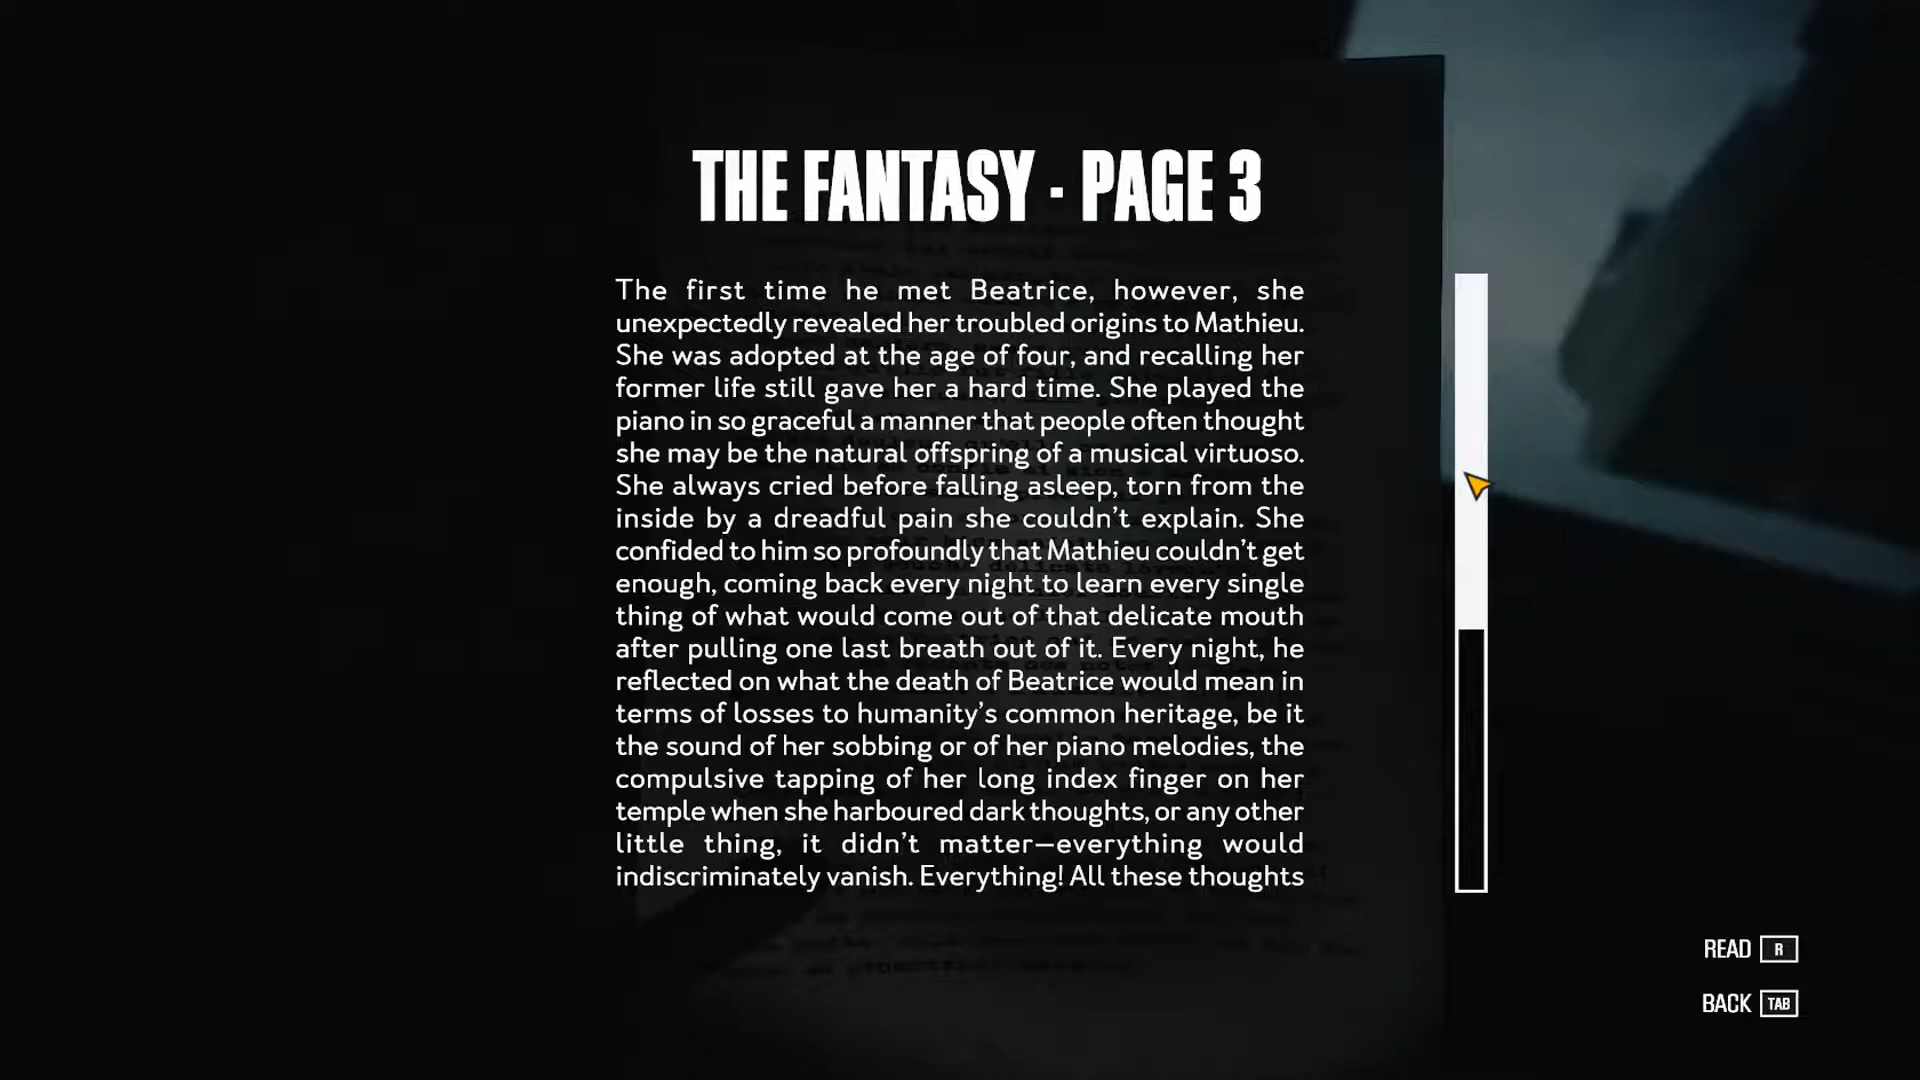 THE FANTASY - PAGE 3
The first time he met Beatrice, however, she
unexpectedly revealed her troubled origins to Mathieu.
She was adopted at the age of four, and recalling her
former life still gave her a hard time. She played the
piano in so graceful a manner that people often thought
she may be the natural offspring of a musical virtuoso.
She always cried before falling asleep, torn from the
inside by a dreadful pain she couldn't explain. She
confided to him so profoundly that Mathieu couldn't get
enough, coming back every night to learn every single
thing of what would come out of that delicate mouth
after pulling one last breath out of it. Every night, he
reflected on what the death of Beatrice would mean in
terms of losses to humanity's common heritage, be it
the sound of her sobbing or of her piano melodies, the
compulsive tapping of her long index finger on her
temple when she harboured dark thoughts, or any other
little thing, it didn't matter—everything would
indiscriminately vanish. Everything! All these thoughts
READ R
BACK TAB